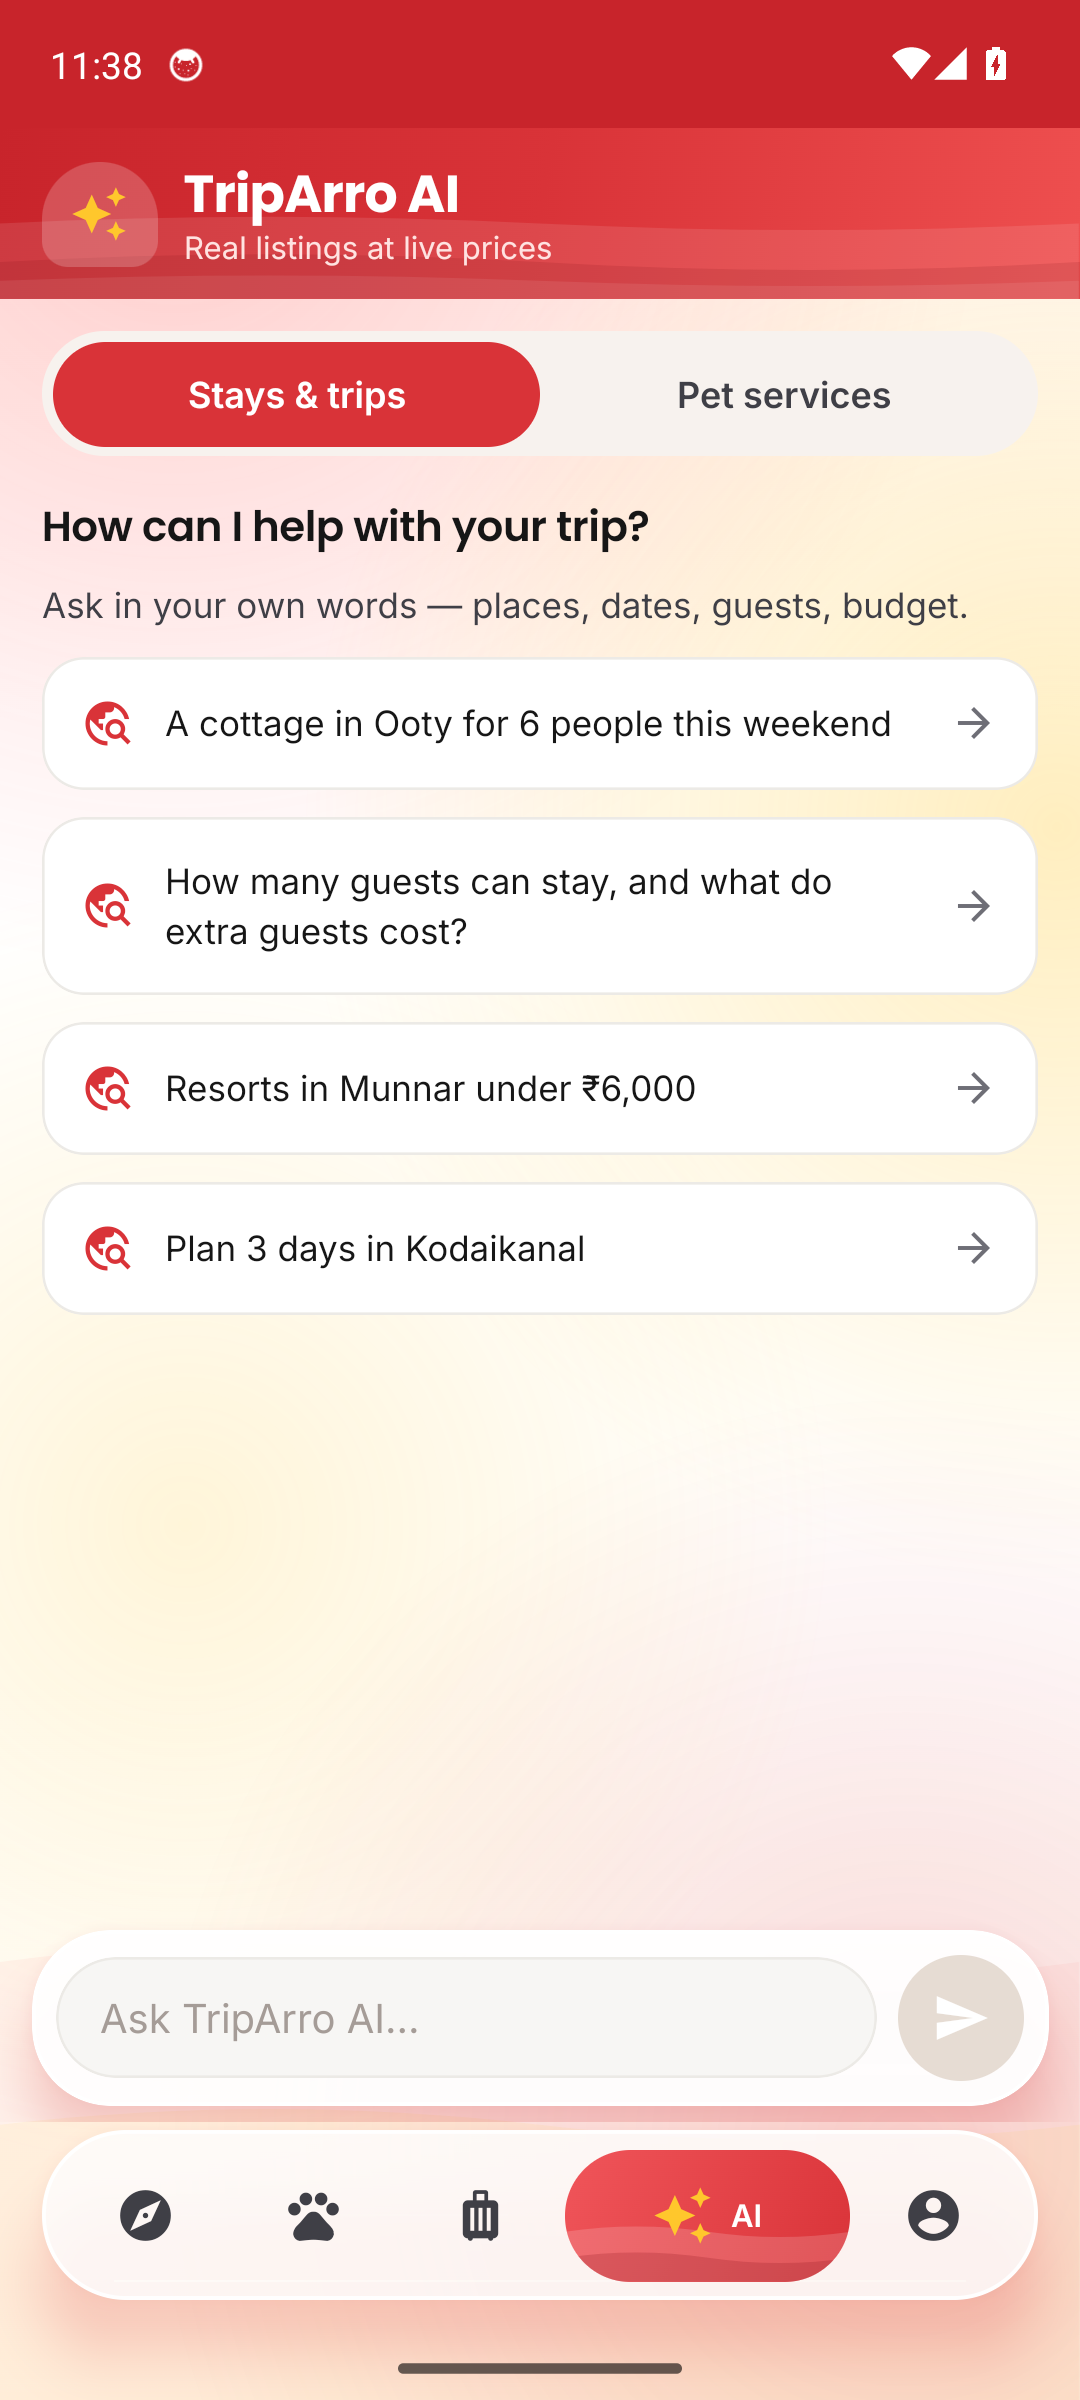 11:38
TripArro AI
Real listings at live prices
Stays & trips
Pet services
How can I help with your trip?
Ask in your own words — places, dates, guests, budget.
A cottage in Ooty for 6 people this weekend
How many guests can stay, and what do
extra guests cost?
Resorts in Munnar under ₹6,000
Plan 3 days in Kodaikanal
Ask TripArro AI...
AI